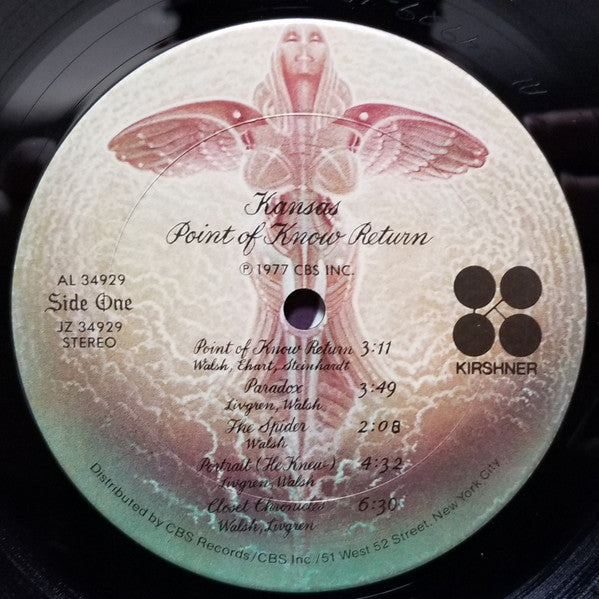 Kansas
Point of Know Return
℗ 1977 CBS INC.
AL 34929
Side One
JZ 34929
STEREO
KIRSHNER
Point of Know Return 3:11
Walsh, Ehart, Steinhardt
Paradox 3:49
Livgren, Walsh
The Spider 2:08
Walsh
Portrait (He Knew) 4:32
Livgren, Walsh
Closet Chronicles 6:30
Walsh, Livgren
Distributed by CBS Records/CBS Inc./51 West 52 Street, New York City